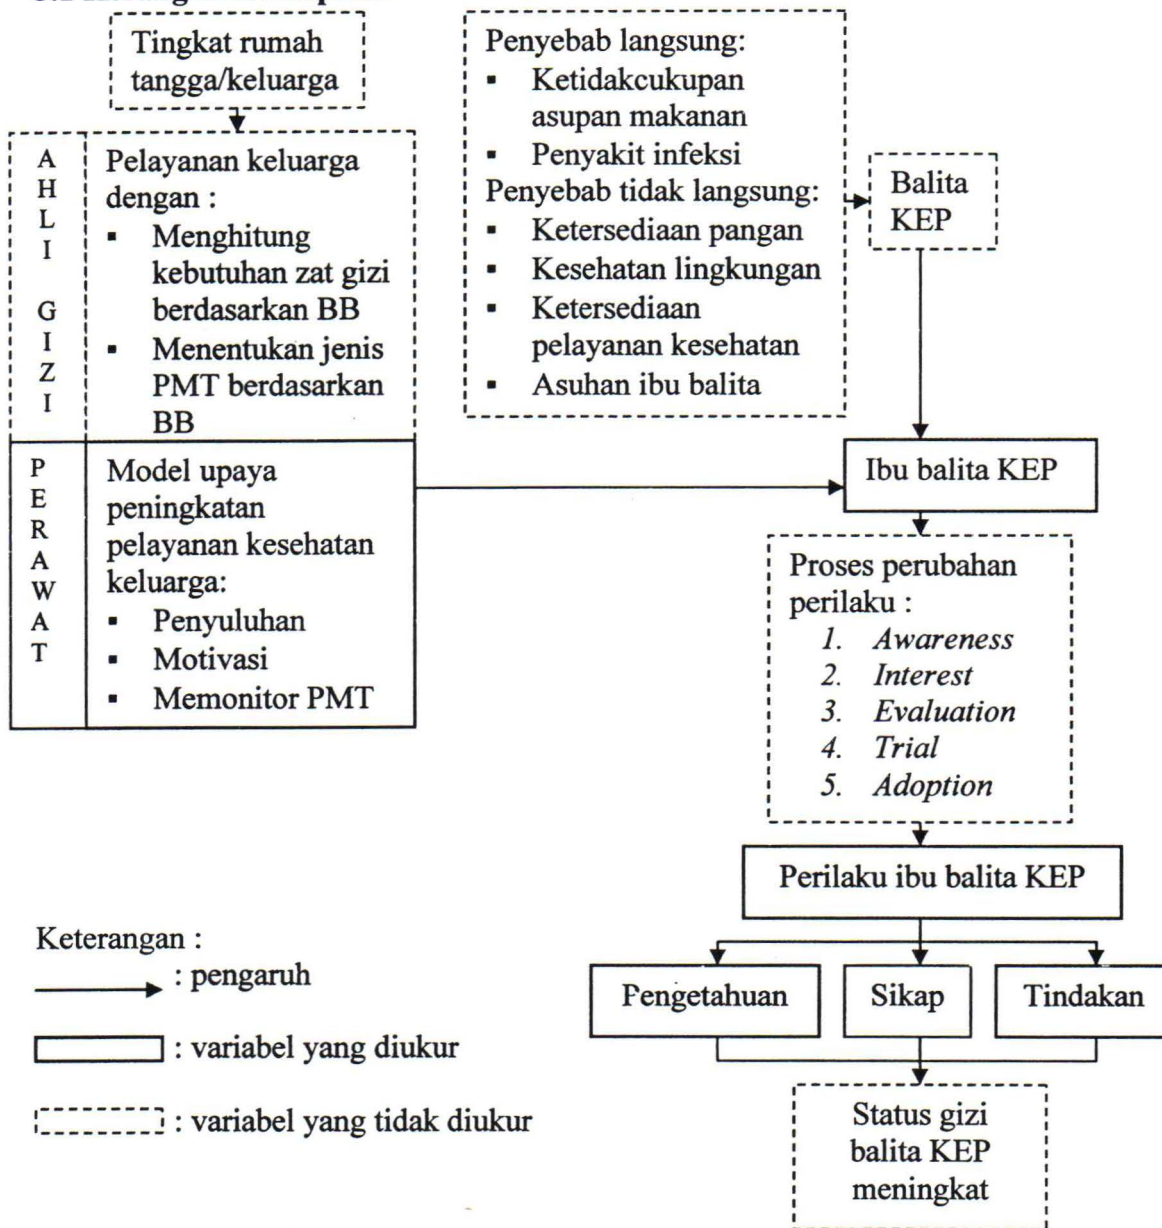 Tingkat rumah
tangga/keluarga
AHLI GIZI
Pelayanan keluarga
dengan :
▪ Menghitung
kebutuhan zat gizi
berdasarkan BB
▪ Menentukan jenis
PMT berdasarkan
BB
PERAWAT
Model upaya
peningkatan
pelayanan kesehatan
keluarga:
▪ Penyuluhan
▪ Motivasi
▪ Memonitor PMT
Penyebab langsung:
▪ Ketidakcukupan
asupan makanan
▪ Penyakit infeksi
Penyebab tidak langsung:
▪ Ketersediaan pangan
▪ Kesehatan lingkungan
▪ Ketersediaan
pelayanan kesehatan
▪ Asuhan ibu balita
Balita
KEP
Ibu balita KEP
Proses perubahan
perilaku :
1. Awareness
2. Interest
3. Evaluation
4. Trial
5. Adoption
Perilaku ibu balita KEP
Pengetahuan
Sikap
Tindakan
Status gizi
balita KEP
meningkat
Keterangan :
: pengaruh
: variabel yang diukur
: variabel yang tidak diukur